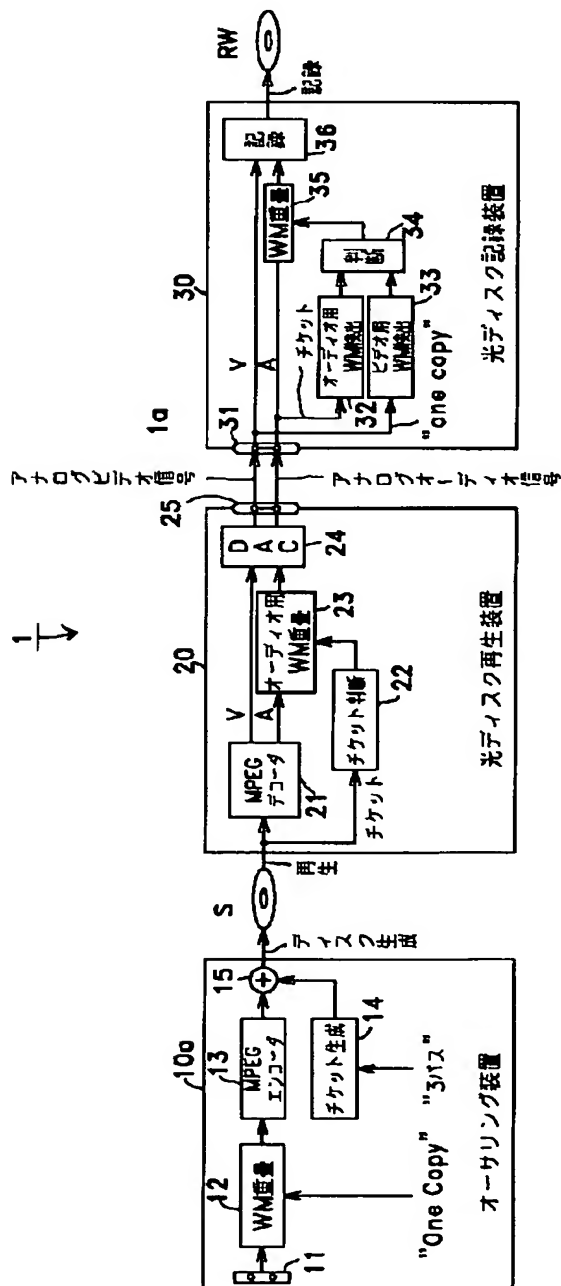 1
10a
11
12
WM重畳
"One Copy"
13
MPEG
エンコーダ
チケット生成
14
"3パス"
15
オーサリング装置
ディスク生成
S
再生
20
MPEG
デコーダ
21
V
A
チケット
チケット判断
22
オーディオ用
WM重畳
23
D
A
C
24
25
光ディスク再生装置
アナログビデオ信号
アナログオーディオ信号
1a
30
31
V
A
チケット
オーディオ用
WM検出
32
ビデオ用
WM検出
33
"one copy"
判断
34
WM重畳
35
記録
36
光ディスク記録装置
記録
RW